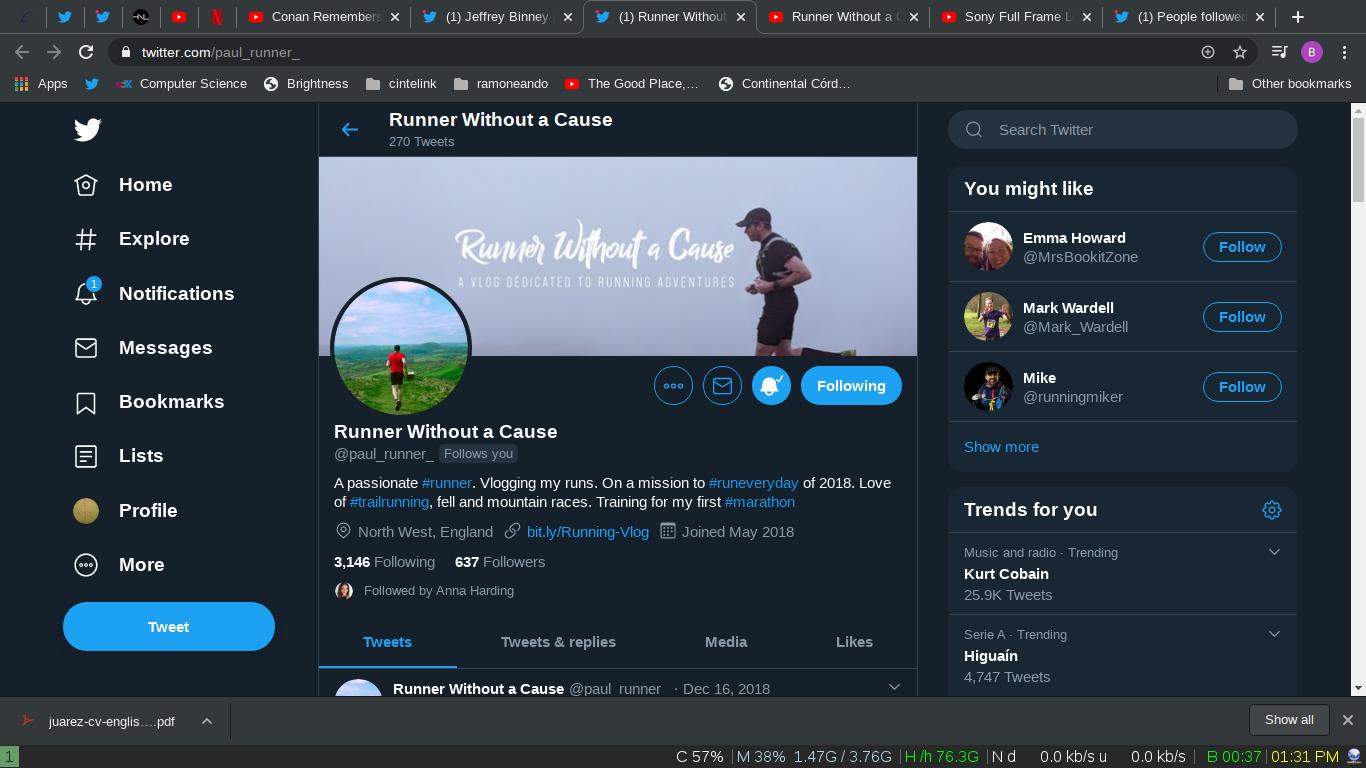 Conan Remembers
(1) Jeffrey Binney
(1) Runner Without
Runner Without a C
Sony Full Frame L
(1) People followed
twitter.com/paul_runner_
B
Apps
Computer Science
Brightness
cintelink
ramoneando
The Good Place,...
Continental Córd...
Other bookmarks
Home
Explore
1
Notifications
Messages
Bookmarks
Lists
Profile
More
Tweet
Runner Without a Cause
270 Tweets
Runner Without a Cause
A VLOG DEDICATED TO RUNNING ADVENTURES
Following
Runner Without a Cause
@paul_runner_ Follows you
A passionate #runner. Vlogging my runs. On a mission to #runeveryday of 2018. Love
of #trailrunning, fell and mountain races. Training for my first #marathon
North West, England bit.ly/Running-Vlog Joined May 2018
3,146 Following 637 Followers
Followed by Anna Harding
Tweets Tweets & replies Media Likes
Runner Without a Cause @paul_runner_ · Dec 16, 2018
Search Twitter
You might like
Emma Howard
@MrsBookitZone
Follow
Mark Wardell
@Mark_Wardell
Follow
Mike
@runningmiker
Follow
Show more
Trends for you
Music and radio · Trending
Kurt Cobain
25.9K Tweets
Serie A · Trending
Higuaín
4,747 Tweets
juarez-cv-englis....pdf
Show all
1
C 57% M 38% 1.47G / 3.76G H /h 76.3G N d 0.0 kb/s u 0.0 kb/s B 00:37 01:31 PM